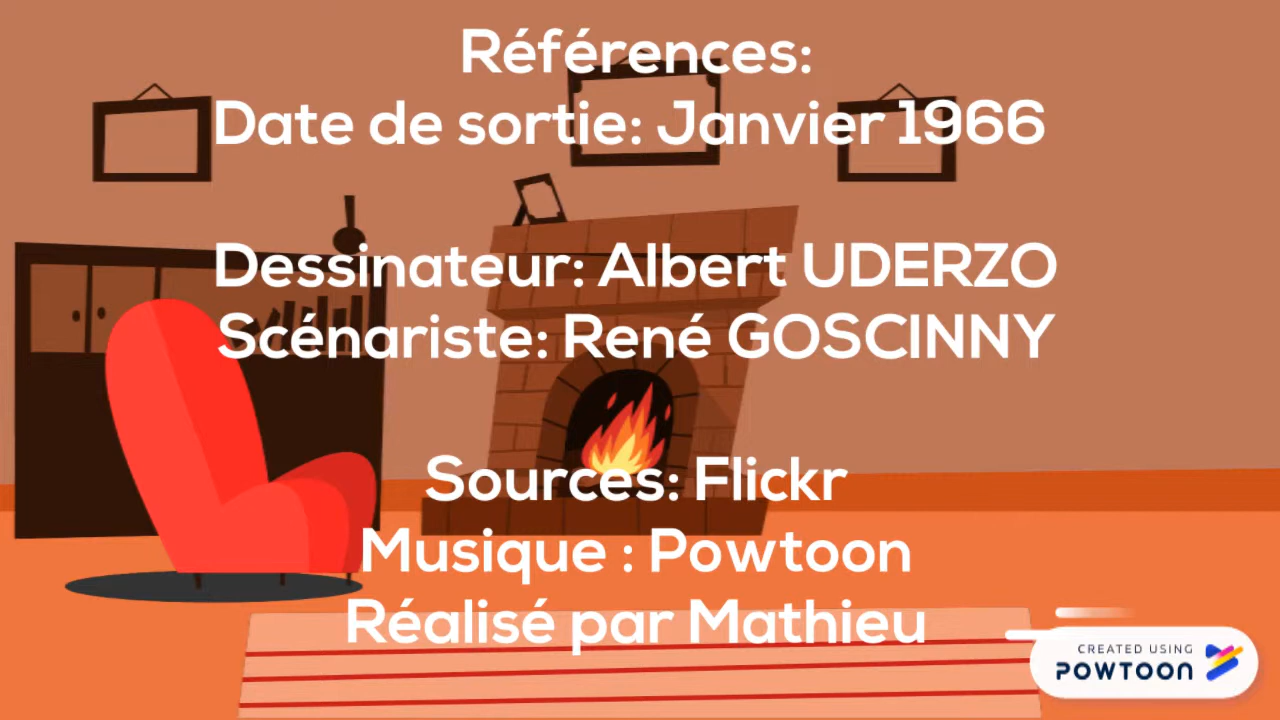 Références:
Date de sortie: Janvier 1966
Dessinateur: Albert UDERZO
Scénariste: René GOSCINNY
Sources: Flickr
Musique : Powtoon
Réalisé par Mathieu
CREATED USING
POWTOON